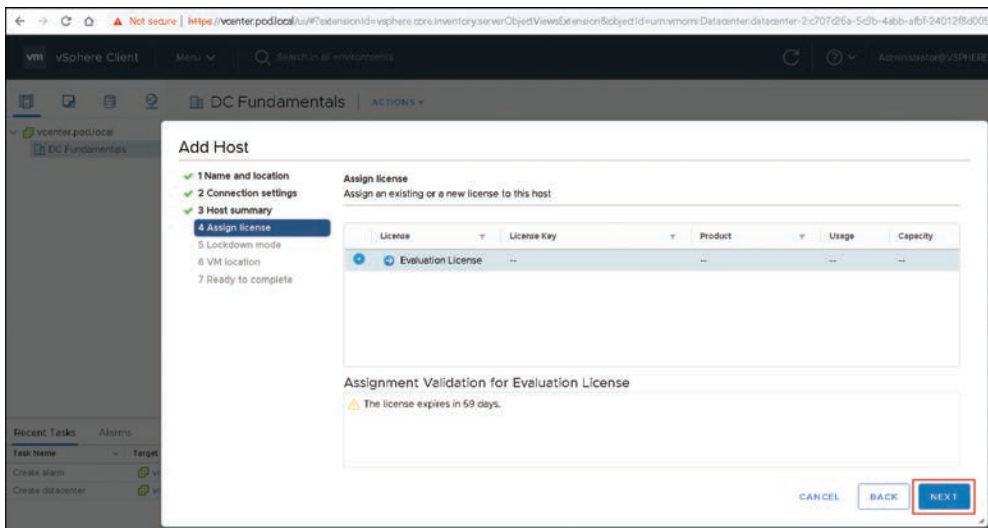 Not secure | https://vcenter.pod.local/ui/#?extensionId=vsphere.core.inventory.serverObjectViewsExtension&objectId=urn:vmomi:Datacenter:datacenter-2:c707d26a-5d3b-4abb-afbf-24012f8d005
vm vSphere Client Menu Search in all environments Administrator@VSPHERE
DC Fundamentals ACTIONS
vcenter.pod.local
DC Fundamentals
Add Host
1 Name and location
2 Connection settings
3 Host summary
4 Assign license
5 Lockdown mode
6 VM location
7 Ready to complete
Assign license
Assign an existing or a new license to this host
License License Key Product Usage Capacity
Evaluation License -- -- -- --
Assignment Validation for Evaluation License
The license expires in 59 days.
Recent Tasks Alarms
Task Name Target
Create alarm vc
Create datacenter vc
CANCEL BACK NEXT